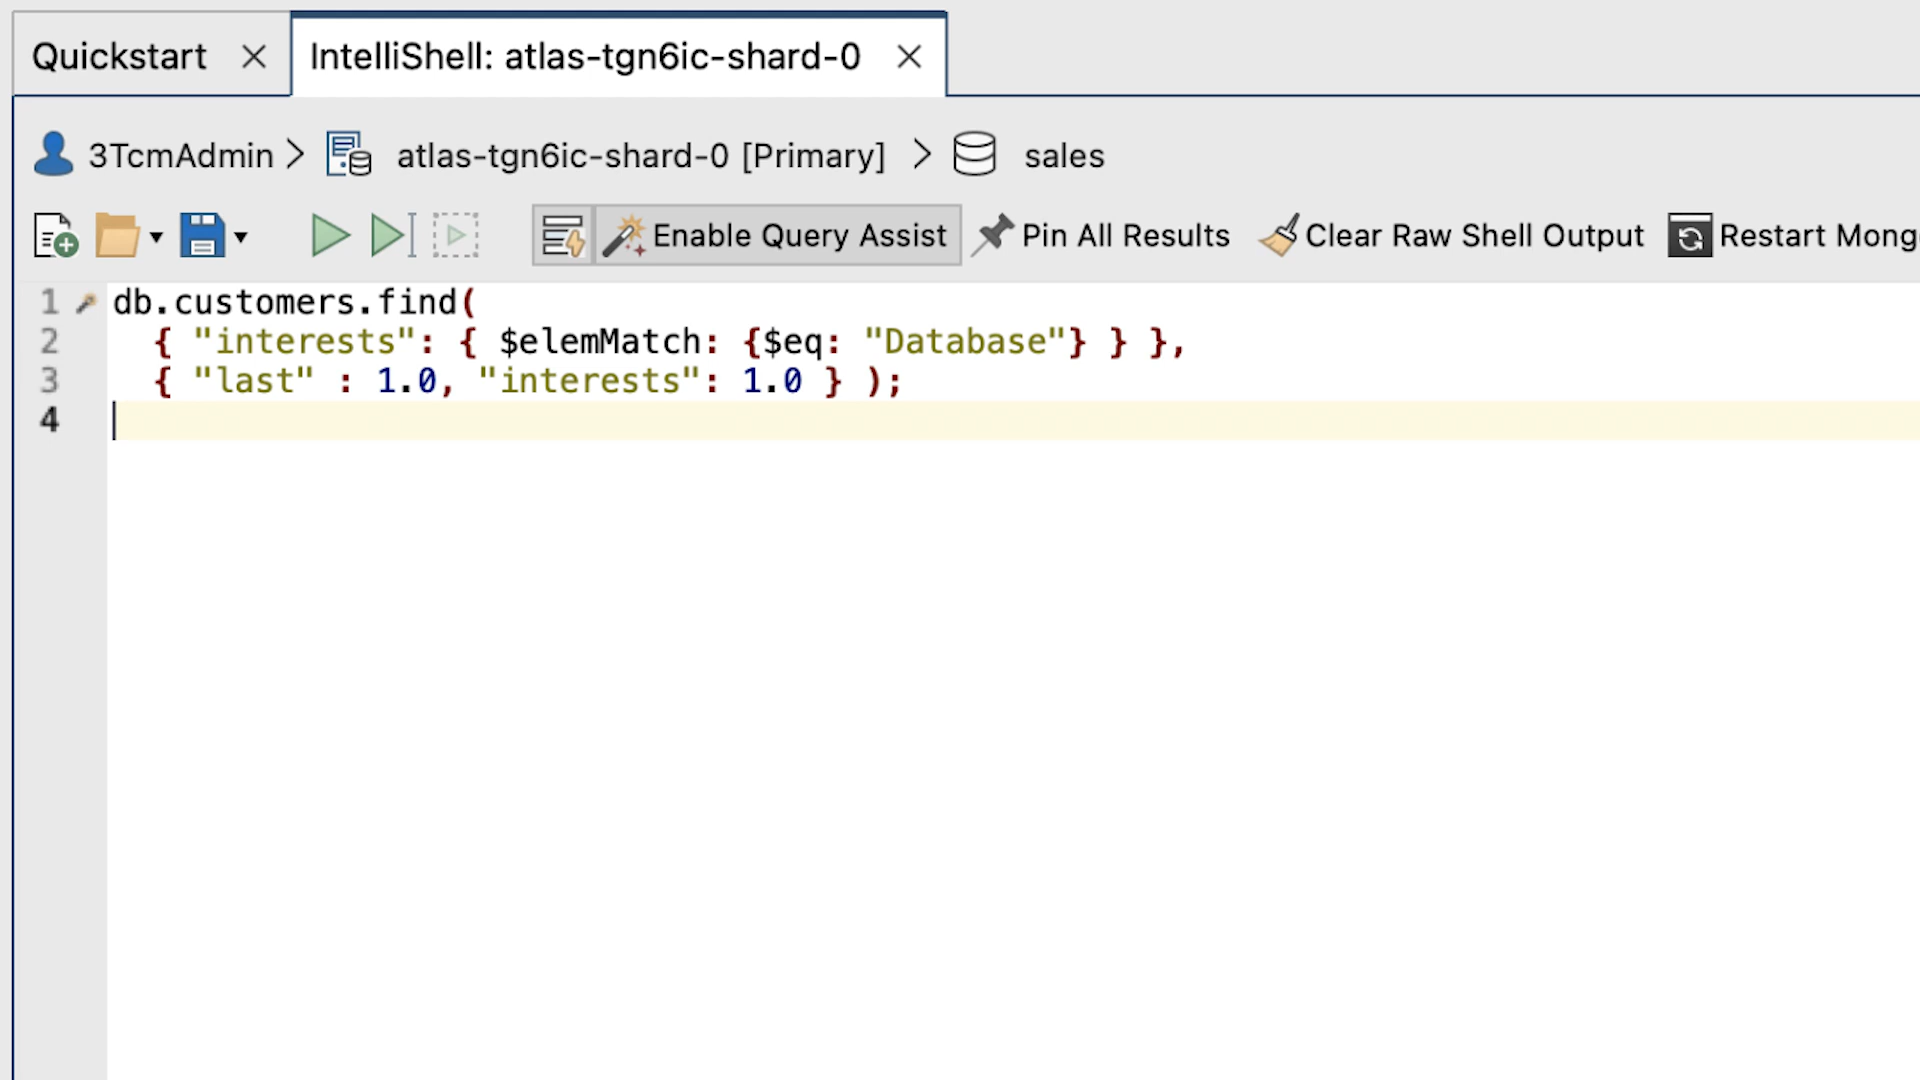 Quickstart
IntelliShell: atlas-tgn6ic-shard-0
3TcmAdmin
atlas-tgn6ic-shard-0 [Primary]
sales
Enable Query Assist
Pin All Results
Clear Raw Shell Output
Restart Mong
1 db.customers.find(
2 { "interests": { $elemMatch: {$eq: "Database"} } },
3 { "last" : 1.0, "interests": 1.0 } );
4